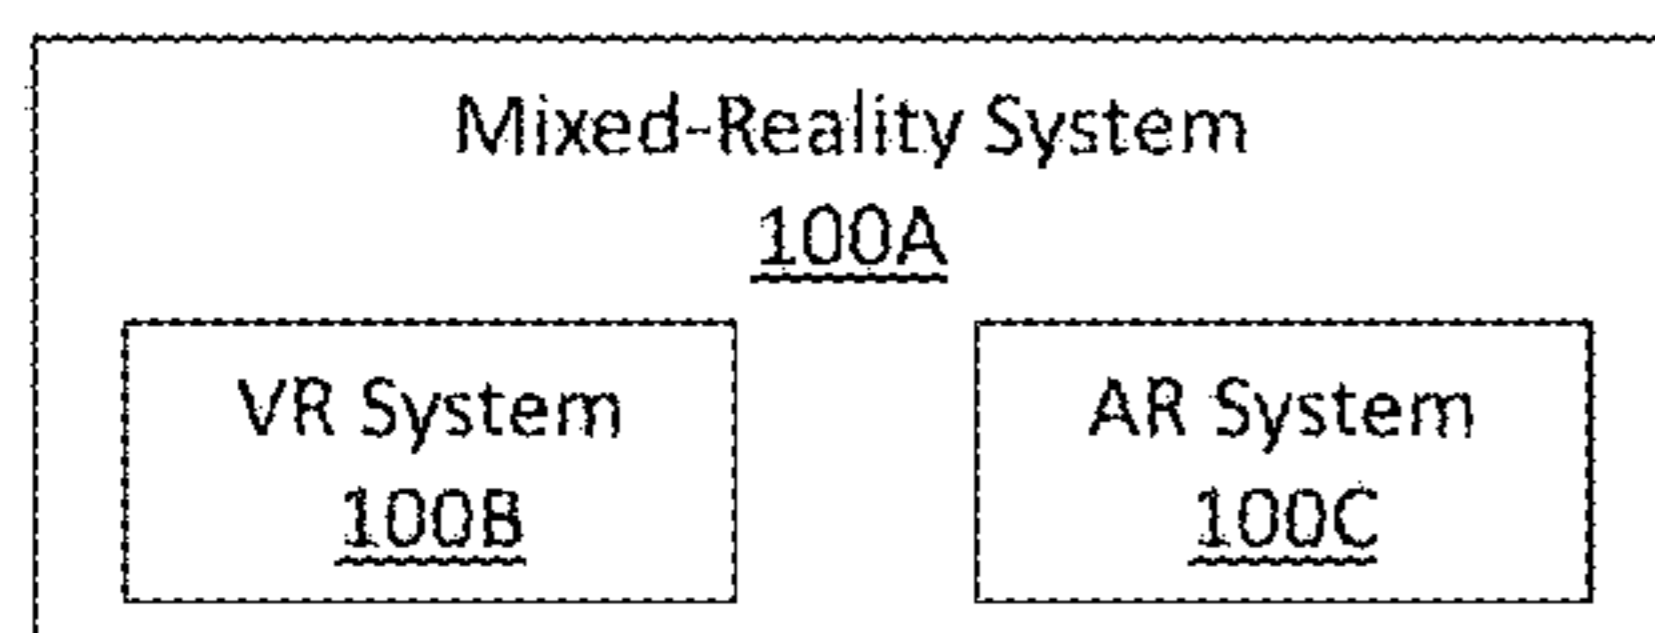 Mixed-Reality System
100A
VR System
100B
AR System
100C